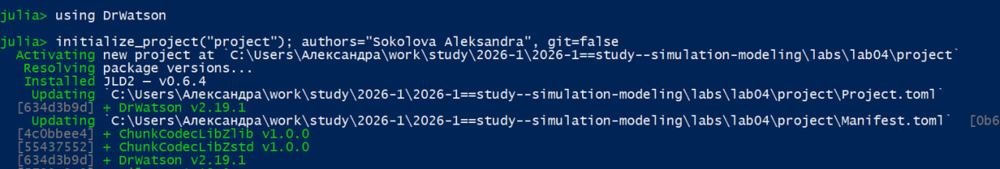 julia> using DrWatson
julia> initialize_project("project"); authors="Sokolova Aleksandra", git=false
Activating new project at `C:\Users\Александра\work\study\2026-1\2026-1==study--simulation-modeling\labs\lab04\project`
Resolving package versions...
Installed JLD2 — v0.6.4
Updating `C:\Users\Александра\work\study\2026-1\2026-1==study--simulation-modeling\labs\lab04\project\Project.toml`
[634d3b9d] + DrWatson v2.19.1
Updating `C:\Users\Александра\work\study\2026-1\2026-1==study--simulation-modeling\labs\lab04\project\Manifest.toml` [0b6
[4c0bbee4] + ChunkCodecLibZlib v1.0.0
[55437552] + ChunkCodecLibZstd v1.0.0
[634d3b9d] + DrWatson v2.19.1